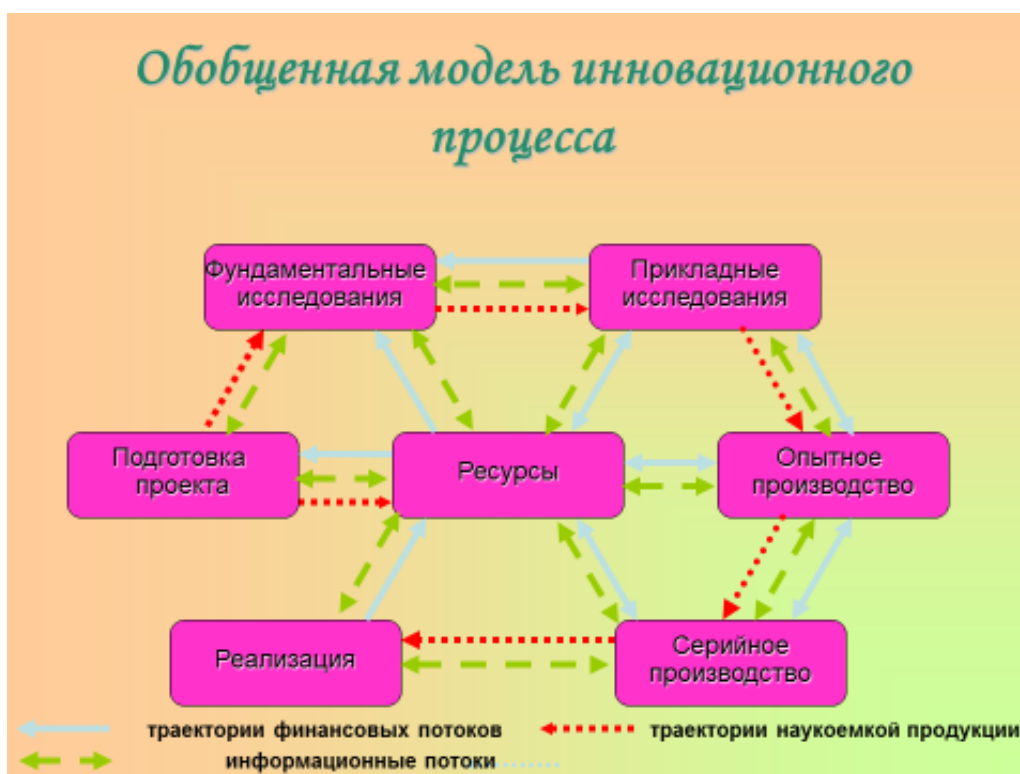 Обобщенная модель инновационного
процесса
Фундаментальные
исследования
Прикладные
исследования
Подготовка
проекта
Ресурсы
Опытное
производство
Реализация
Серийное
производство
траектории финансовых потоков
траектории наукоемкой продукции
информационные потоки